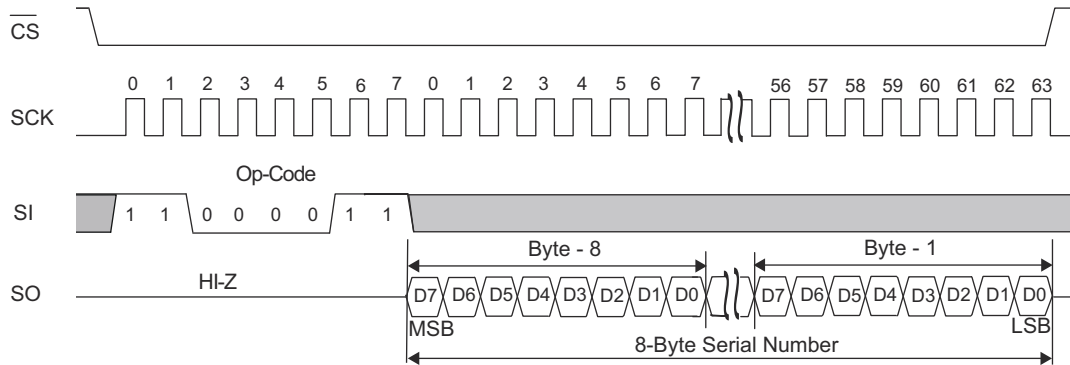 CS
SCK
0 1 2 3 4 5 6 7 0 1 2 3 4 5 6 7 56 57 58 59 60 61 62 63
Op-Code
SI
1 1 0 0 0 0 1 1
Byte - 8 Byte - 1
SO
HI-Z
D7 D6 D5 D4 D3 D2 D1 D0 D7 D6 D5 D4 D3 D2 D1 D0
MSB LSB
8-Byte Serial Number